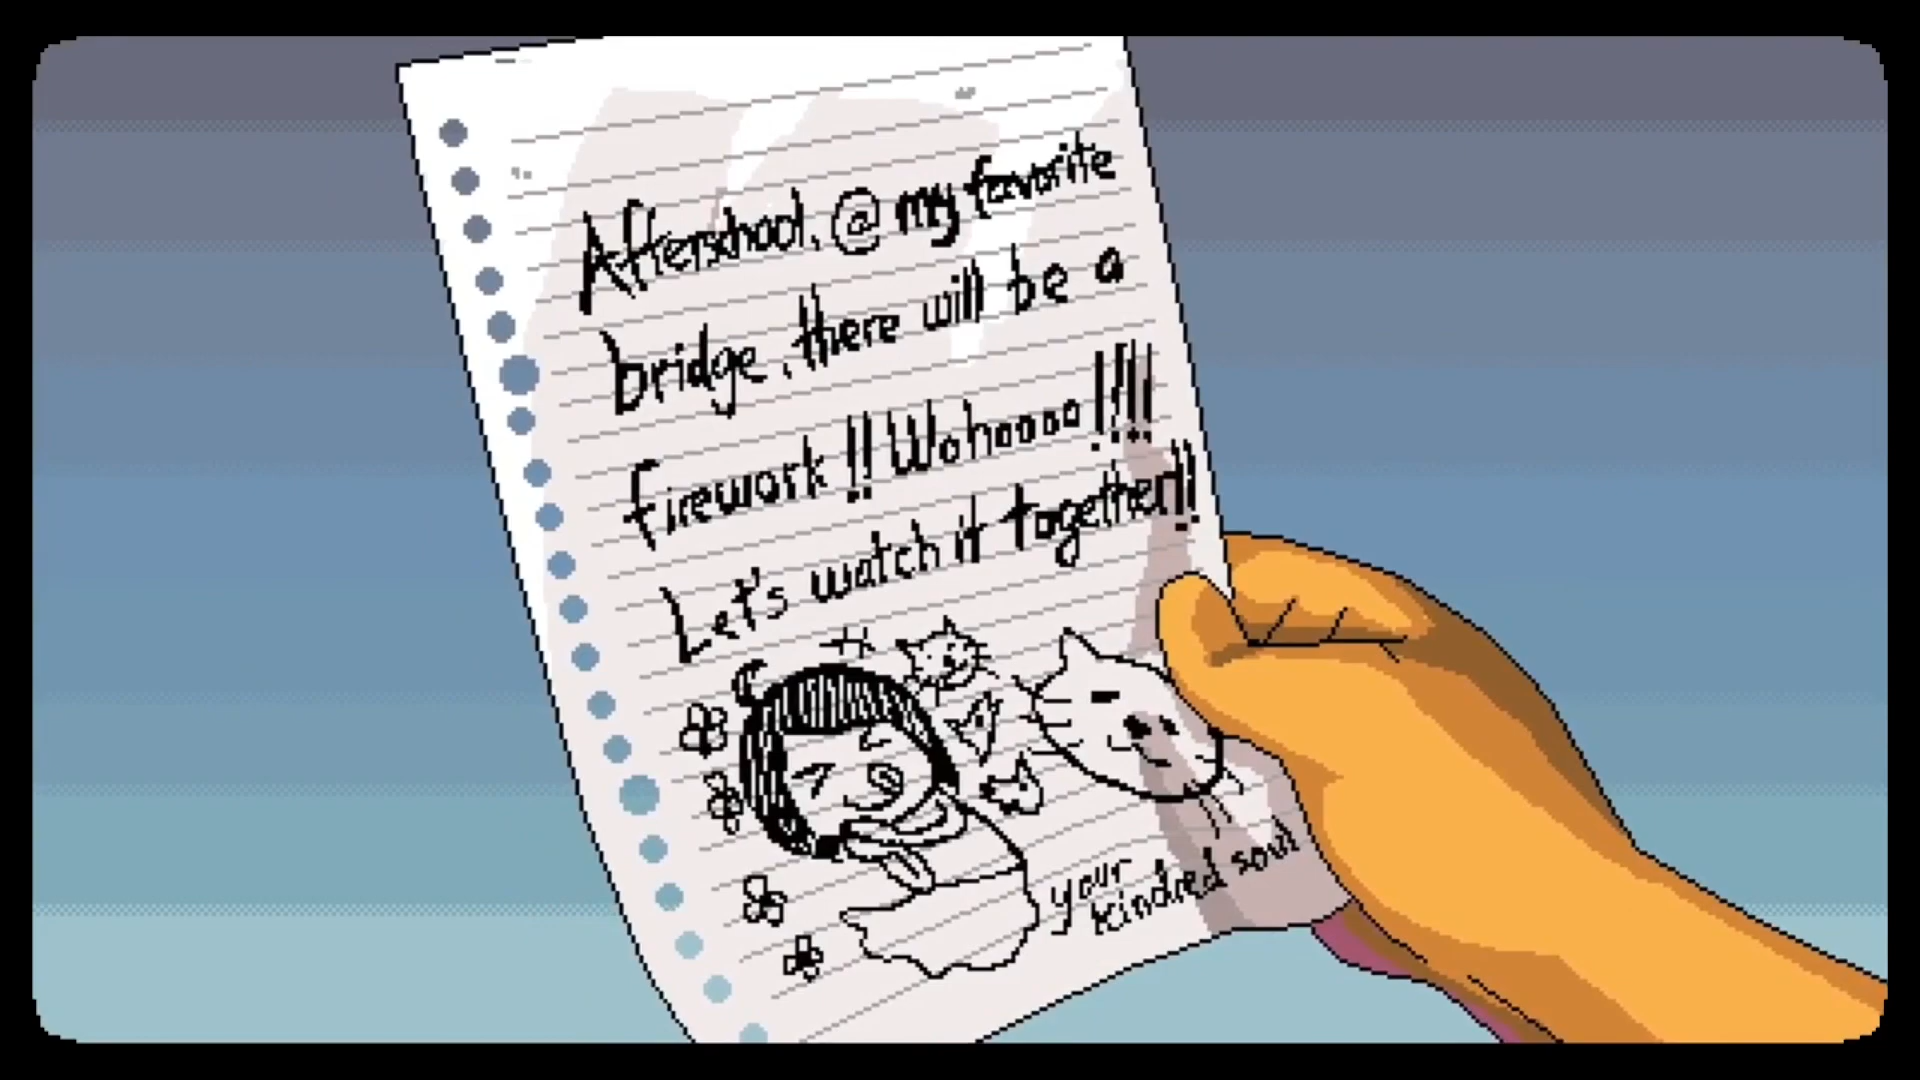 Afterschool, @ my favorite
bridge, there will be a
firework!! Wohoooo!!!!
Let's watch it together!!
your
kindred soul